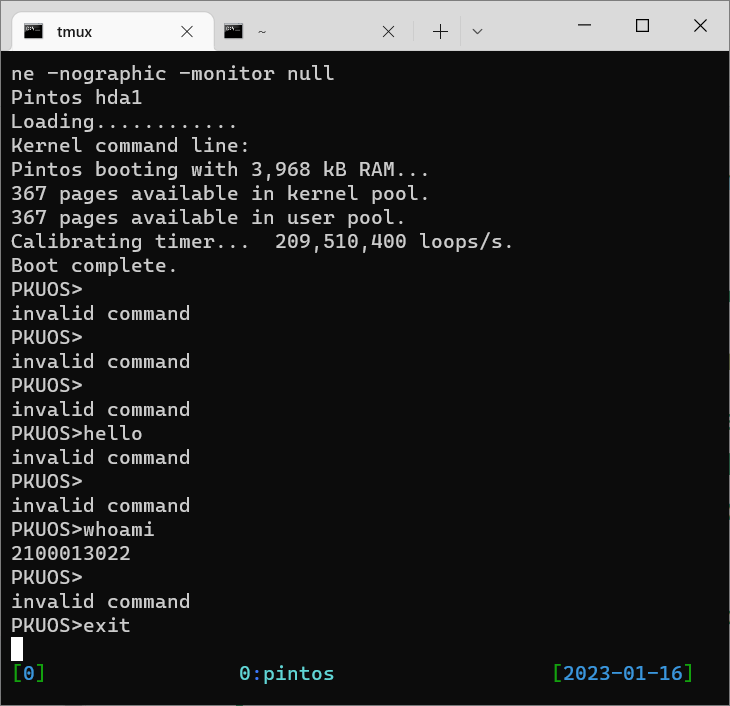 tmux ~
ne -nographic -monitor null
Pintos hda1
Loading............
Kernel command line:
Pintos booting with 3,968 kB RAM...
367 pages available in kernel pool.
367 pages available in user pool.
Calibrating timer...  209,510,400 loops/s.
Boot complete.
PKUOS>
invalid command
PKUOS>
invalid command
PKUOS>
invalid command
PKUOS>hello
invalid command
PKUOS>
invalid command
PKUOS>whoami
2100013022
PKUOS>
invalid command
PKUOS>exit
[0] 0:pintos [2023-01-16]